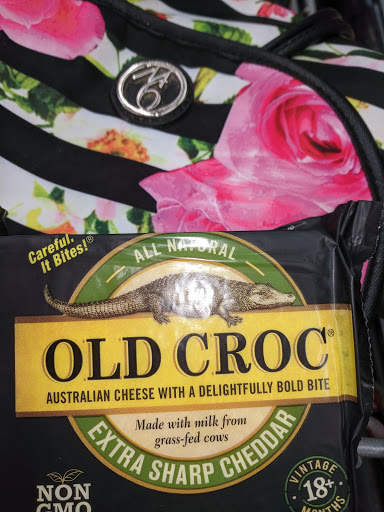 Careful,
It Bites!®
ALL NATURAL
OLD CROC®
AUSTRALIAN CHEESE WITH A DELIGHTFULLY BOLD BITE
Made with milk from
grass-fed cows
EXTRA SHARP CHEDDAR
NON
GMO
VINTAGE
18+
MONTHS